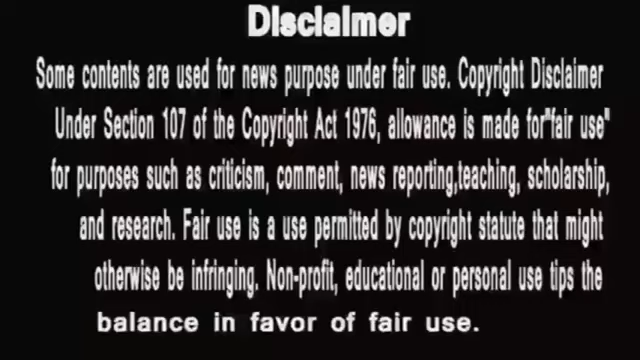 Disclaimer
Some contents are used for news purpose under fair use. Copyright Disclaimer
Under Section 107 of the Copyright Act 1976, allowance is made for"fair use"
for purposes such as criticism, comment, news reporting,teaching, scholarship,
and research. Fair use is a use permitted by copyright statute that might
otherwise be infringing. Non-profit, educational or personal use tips the
balance in favor of fair use.